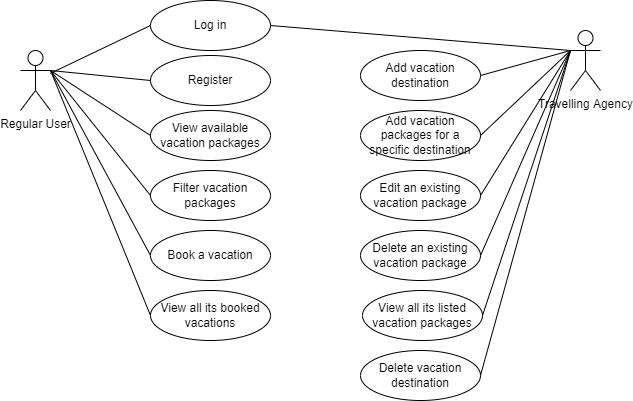 Log in
Register
View available
vacation packages
Filter vacation
packages
Book a vacation
View all its booked
vacations
Regular User
Add vacation
destination
Add vacation
packages for a
specific destination
Edit an existing
vacation package
Delete an existing
vacation package
View all its listed
vacation packages
Delete vacation
destination
Travelling Agency